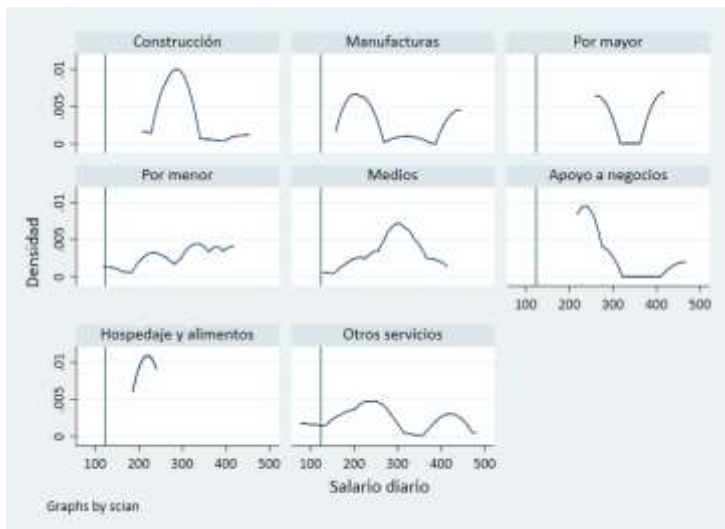 Construcción Manufacturas Por mayor
.01
.005
0
Por menor Medios Apoyo a negocios
.01
.005
0
Densidad
100 200 300 400 500
Hospedaje y alimentos Otros servicios
.01
.005
0
100 200 300 400 500 100 200 300 400 500
Salario diario
Graphs by scian